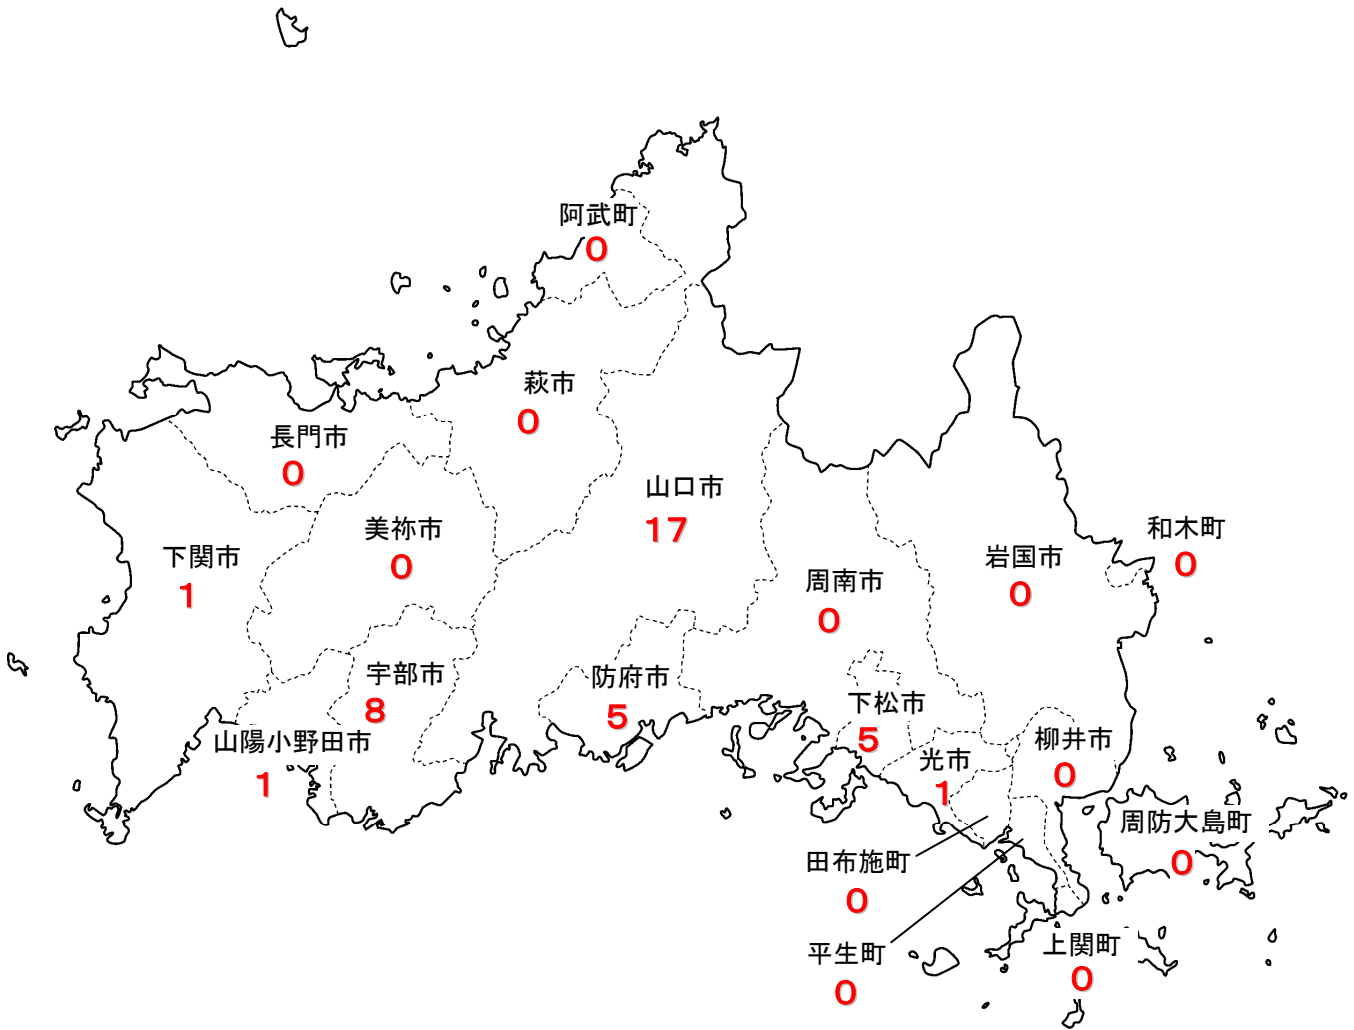 阿武町
0
萩市
0
長門市
0
山口市
17
美祢市
0
下関市
1
和木町
0
岩国市
0
周南市
0
宇部市
8
防府市
5
下松市
5
山陽小野田市
1
光市
1
柳井市
0
周防大島町
0
田布施町
0
平生町
0
上関町
0